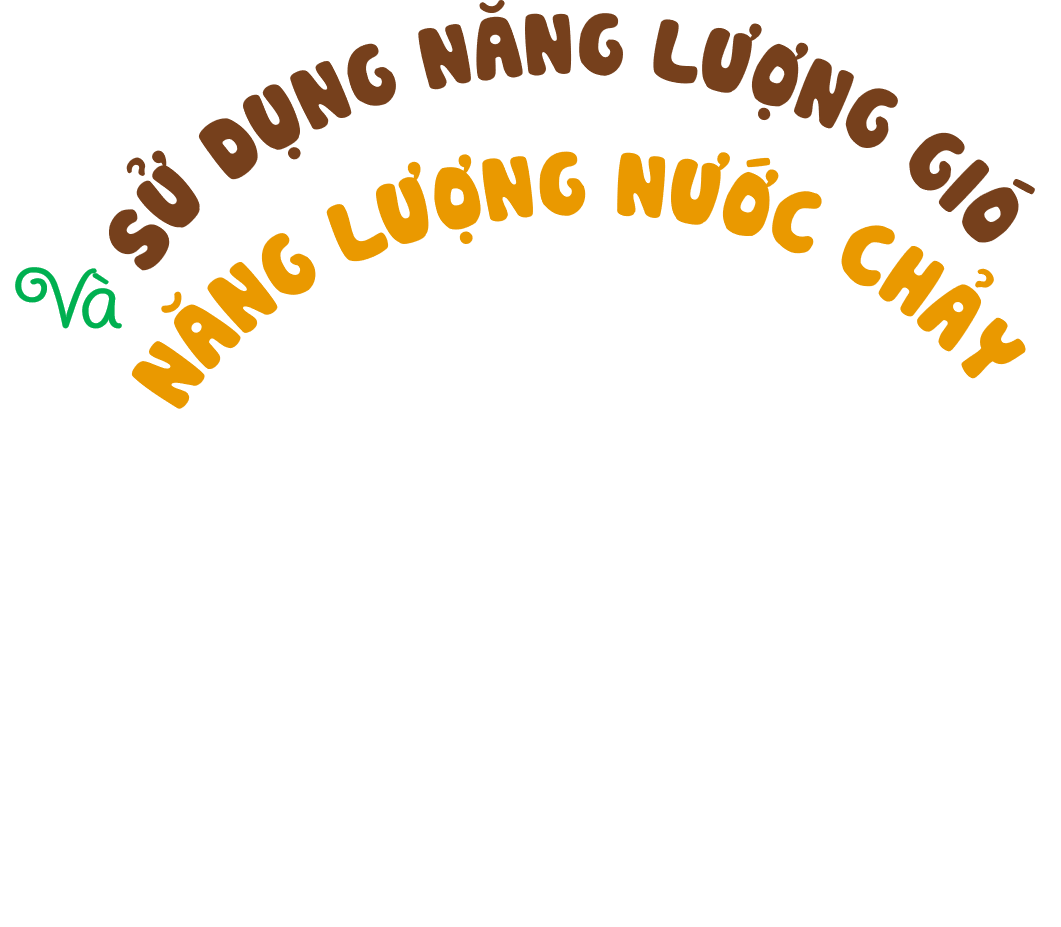 SỬ DỤNG NĂNG LƯỢNG GIÓ
Và
NĂNG LƯỢNG NƯỚC CHẢY